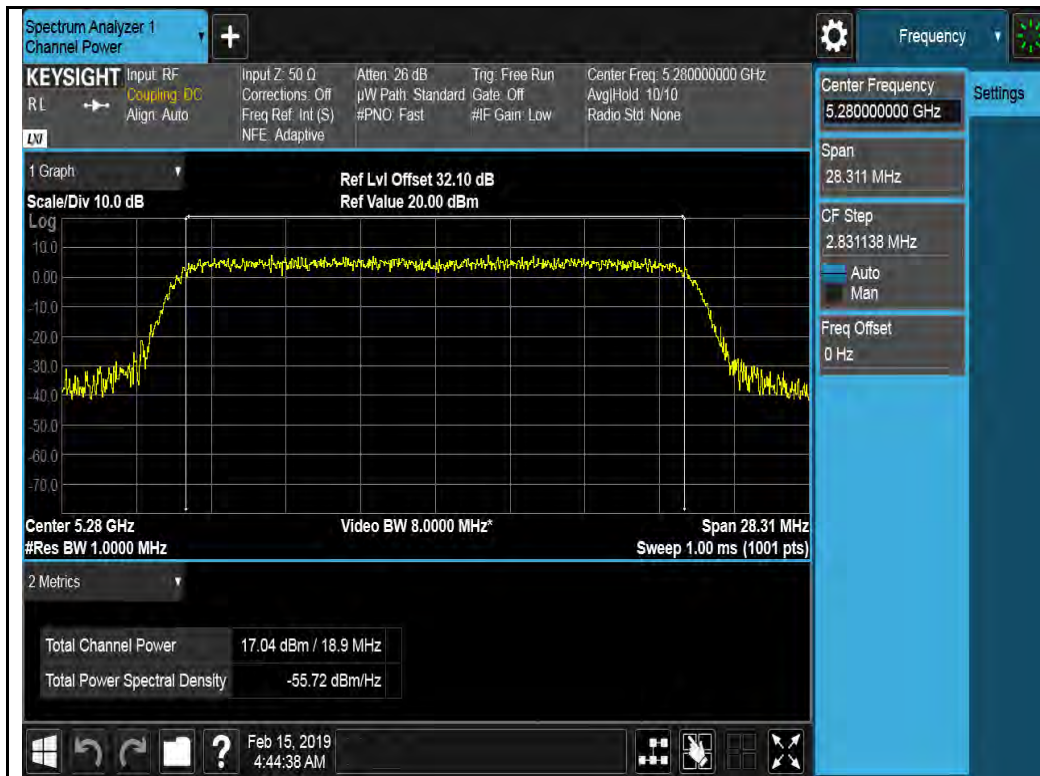 Spectrum Analyzer 1
Channel Power
+
Frequency
KEYSIGHT
R L
LXI
Input: RF
Coupling: DC
Align: Auto
Input Z: 50 Ω
Corrections: Off
Freq Ref: Int (S)
NFE: Adaptive
Atten: 26 dB
µW Path: Standard
#PNO: Fast
Trig: Free Run
Gate: Off
#IF Gain: Low
Center Freq: 5.280000000 GHz
Avg|Hold: 10/10
Radio Std: None
Center Frequency
5.280000000 GHz
Settings
Span
28.311 MHz
CF Step
2.831138 MHz
Auto
Man
Freq Offset
0 Hz
1 Graph
Scale/Div 10.0 dB
Ref Lvl Offset 32.10 dB
Ref Value 20.00 dBm
Log
10.0
0.00
-10.0
-20.0
-30.0
-40.0
-50.0
-60.0
-70.0
Center 5.28 GHz
#Res BW 1.0000 MHz
Video BW 8.0000 MHz*
Span 28.31 MHz
Sweep 1.00 ms (1001 pts)
2 Metrics
Total Channel Power 17.04 dBm / 18.9 MHz
Total Power Spectral Density -55.72 dBm/Hz
?
Feb 15, 2019
4:44:38 AM